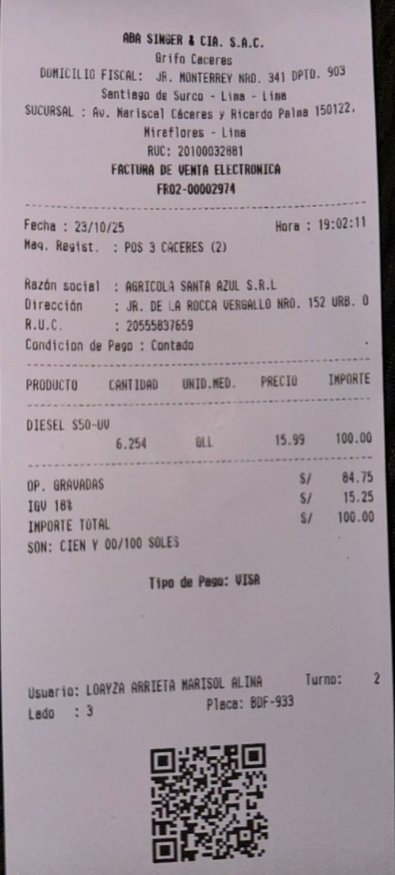 ABA SINGER & CIA. S.A.C.
Grifo Caceres
DOMICILIO FISCAL: JR. MONTERREY NRO. 341 DPTO. 903
Santiago de Surco - Lima - Lima
SUCURSAL : Av. Mariscal Cáceres y Ricardo Palma 150122,
Miraflores - Lima
RUC: 20100032881
FACTURA DE VENTA ELECTRONICA
FR02-00002974
Fecha : 23/10/25 Hora : 19:02:11
Maq. Regist. : POS 3 CACERES (2)
Razón social : AGRICOLA SANTA AZUL S.R.L
Dirección : JR. DE LA ROCCA VERGALLO NRO. 152 URB. O
R.U.C. : 20555837659
Condicion de Pago : Contado
PRODUCTO CANTIDAD UNID.MED. PRECIO IMPORTE
DIESEL S50-UV
6.254 GLL 15.99 100.00
OP. GRAVADAS S/ 84.75
IGV 18% S/ 15.25
IMPORTE TOTAL S/ 100.00
SON: CIEN Y 00/100 SOLES
Tipo de Pago: VISA
Usuario: LOAYZA ARRIETA MARISOL ALINA Turno: 2
Lado : 3 Placa: BDF-933